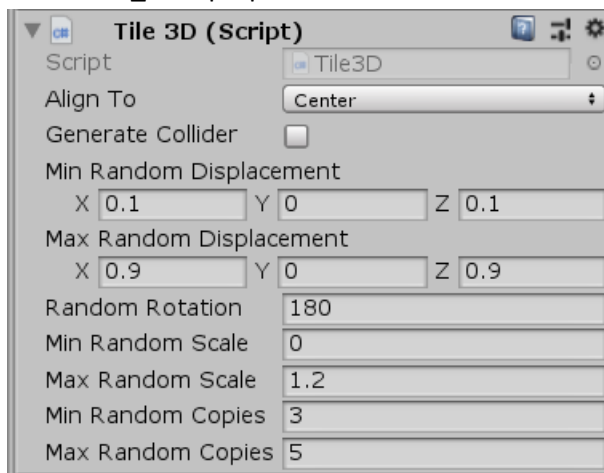 Tile 3D (Script)
Script Tile3D
Align To Center
Generate Collider
Min Random Displacement
X 0.1 Y 0 Z 0.1
Max Random Displacement
X 0.9 Y 0 Z 0.9
Random Rotation 180
Min Random Scale 0
Max Random Scale 1.2
Min Random Copies 3
Max Random Copies 5